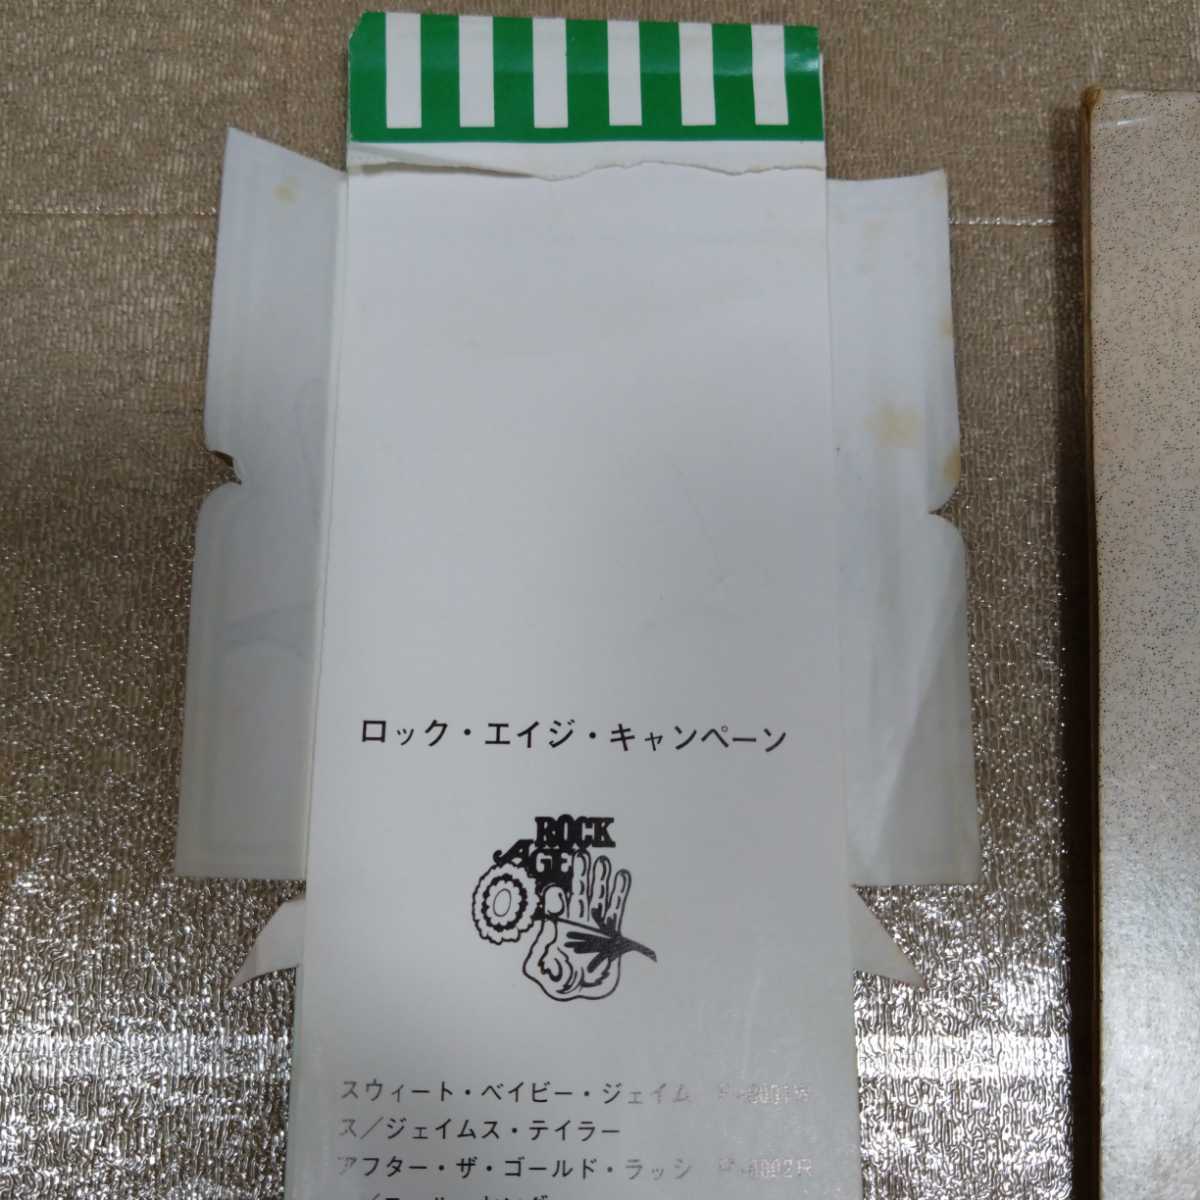 ロック・エイジ・キャンペーン
ROCK
AGE
スウィート・ベイビー・ジェイム
ス／ジェイムス・テイラー
アフター・ザ・ゴールド・ラッシ